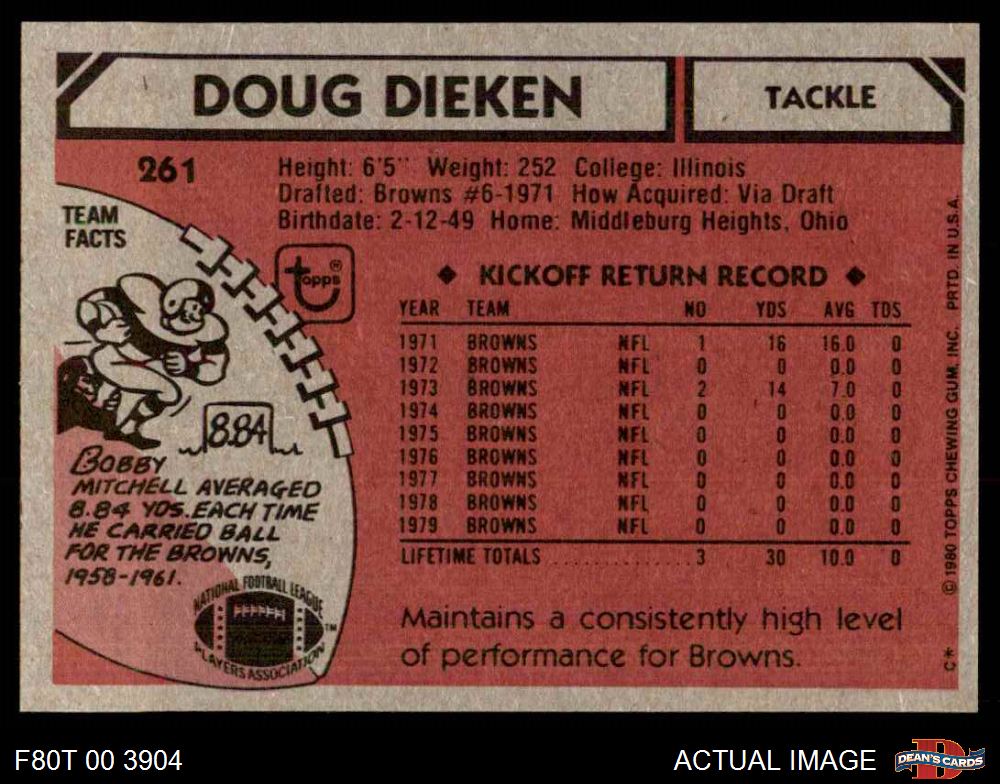 DOUG DIEKEN
TACKLE
261
Height: 6'5" Weight: 252 College: Illinois
Drafted: Browns #6-1971 How Acquired: Via Draft
Birthdate: 2-12-49 Home: Middleburg Heights, Ohio
TEAM
FACTS
topps®
8.84
BOBBY
MITCHELL AVERAGED
8.84 YDS. EACH TIME
HE CARRIED BALL
FOR THE BROWNS,
1958-1961.
NATIONAL FOOTBALL LEAGUE
PLAYERS ASSOCIATION
TM
◆ KICKOFF RETURN RECORD ◆
YEAR TEAM NO YDS AVG TDS
1971 BROWNS NFL 1 16 16.0 0
1972 BROWNS NFL 0 0 0.0 0
1973 BROWNS NFL 2 14 7.0 0
1974 BROWNS NFL 0 0 0.0 0
1975 BROWNS NFL 0 0 0.0 0
1976 BROWNS NFL 0 0 0.0 0
1977 BROWNS NFL 0 0 0.0 0
1978 BROWNS NFL 0 0 0.0 0
1979 BROWNS NFL 0 0 0.0 0
LIFETIME TOTALS .............. 3 30 10.0 0
Maintains a consistently high level
of performance for Browns.
C* © 1980 TOPPS CHEWING GUM, INC. PRTD. IN U.S.A.
F80T 00 3904
ACTUAL IMAGE
D
DEAN'S CARDS